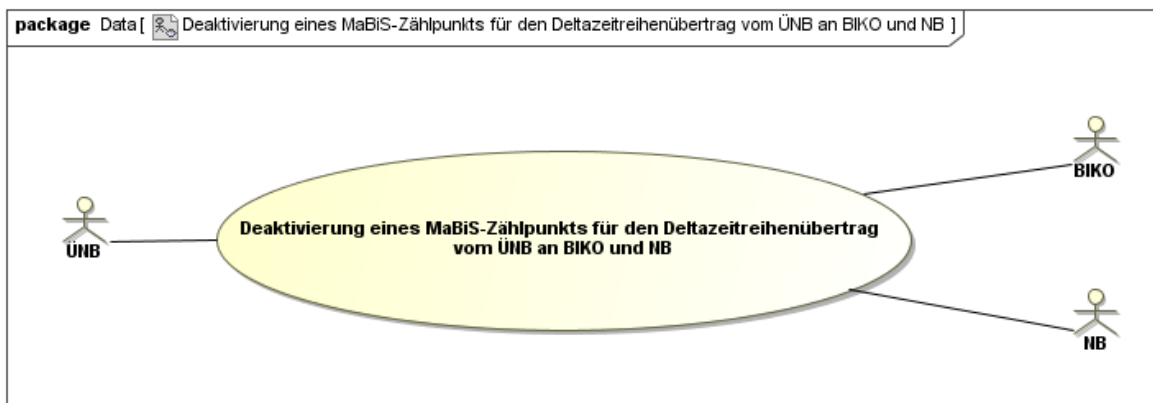 package Data [ Deaktivierung eines MaBiS-Zählpunkts für den Deltazeitreihenübertrag vom ÜNB an BIKO und NB ]
BIKO
Deaktivierung eines MaBiS-Zählpunkts für den Deltazeitreihenübertrag
vom ÜNB an BIKO und NB
ÜNB
NB